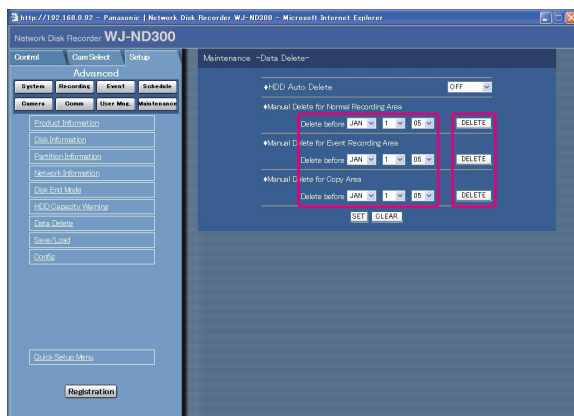 http://192.168.0.92 - Panasonic | Network Disk Recorder WJ-ND300 - Microsoft Internet Explorer
Network Disk Recorder WJ-ND300
Control Cam Select Setup
Advanced
System Recording Event Schedule
Camera Comm User Mng. Maintenance
Product Information
Disk Information
Partition Information
Network Information
Disk End Mode
HDD Capacity Warning
Data Delete
Save/Load
Config
Quick Setup Menu
Registration
Maintenance -Data Delete-
♦HDD Auto Delete OFF
♦Manual Delete for Normal Recording Area
Delete before JAN 1 05 DELETE
♦Manual Delete for Event Recording Area
Delete before JAN 1 05 DELETE
♦Manual Delete for Copy Area
Delete before JAN 1 05 DELETE
SET CLEAR